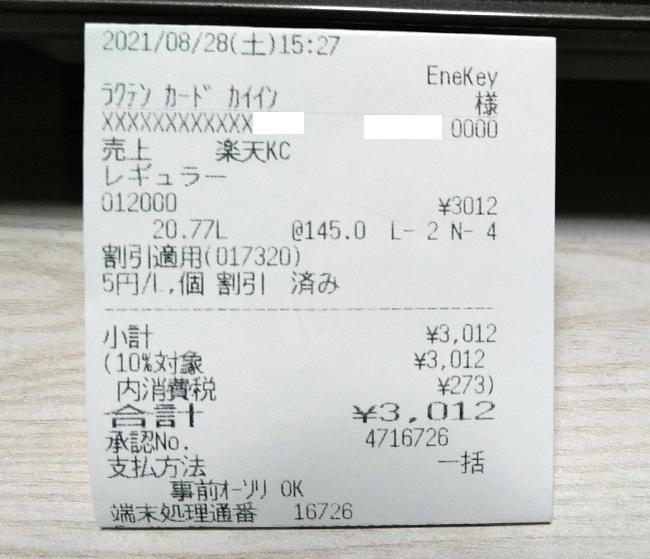 2021/08/28(土)15:27
EneKey
ﾗｸﾃﾝ ｶｰﾄﾞ ｶｲｲﾝ 様
XXXXXXXXXXXX 0000
売上 楽天KC
レギュラー
012000 ¥3012
20.77L @145.0 L- 2 N- 4
割引適用(017320)
5円/L,個 割引 済み
小計 ¥3,012
(10%対象 ¥3,012
内消費税 ¥273)
合計 ¥3,012
承認No. 4716726
支払方法 一括
事前ｵｰｿﾘ OK
端末処理通番 16726